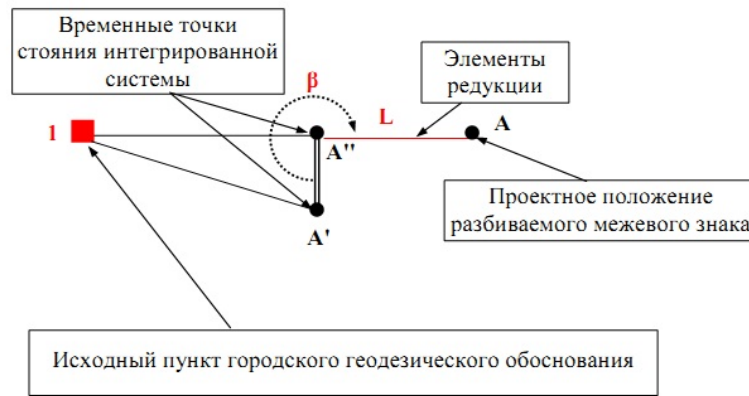 Временные точки
стояния интегрированной
системы
Элементы
редукции
β
1
L
A
A''
Проектное положение
разбиваемого межевого знака
A'
Исходный пункт городского геодезического обоснования